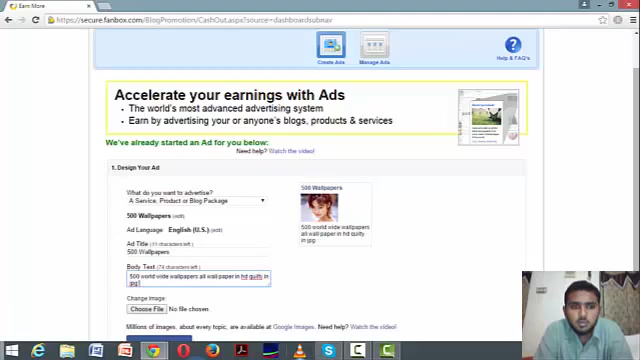 Earn More
https://secure.fanbox.com/BlogPromotion/CashOut.aspx?source=dashboardsubnav
Create Ads
Manage Ads
Help & FAQ's
Accelerate your earnings with Ads
• The world's most advanced advertising system
• Earn by advertising your or anyone's blogs, products & services
We've already started an Ad for you below:
Need help? Watch the video!
1. Design Your Ad
What do you want to advertise?
A Service, Product or Blog Package
500 Wallpapers (edit)
Ad Language: English (U.S.) (edit)
Ad Title (11 characters left )
500 Wallpapers
Body Text (74 characters left )
500 world wide wallpapers all wall paper in hd quilty in
jpg
Change Image:
Choose File No file chosen
Millions of images, about every topic, are available at Google Images. Need help? Watch the video!
500 Wallpapers
500 world wide wallpapers
all wall paper in hd quilty
in jpg